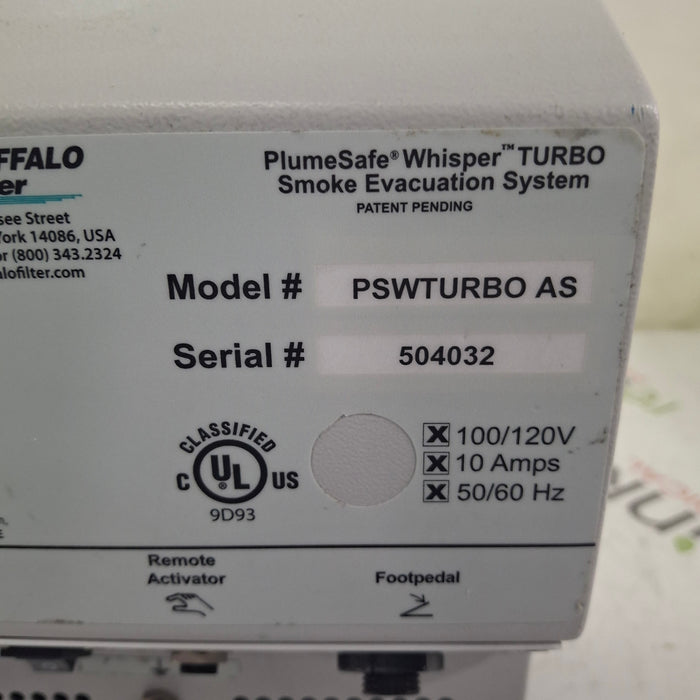 FFALO
er
see Street
ork 14086, USA
or (800) 343.2324
alofilter.com
PlumeSafe® Whisper™ TURBO
Smoke Evacuation System
PATENT PENDING
Model # PSWTURBO AS
Serial # 504032
CLASSIFIED
C UL US
9D93
X 100/120V
X 10 Amps
X 50/60 Hz
Remote
Activator
Footpedal